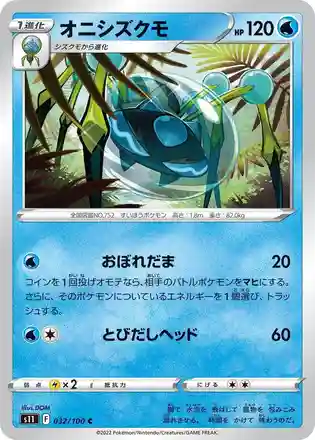 1進化
オニシズクモ
HP 120
シズクモから進化
全国図鑑NO.752 すいほうポケモン 高さ：1.8m 重さ：82.0kg
おぼれだま 20
コインを1回投げオモテなら、相手のバトルポケモンをマヒにする。
さらに、そのポケモンについているエネルギーを1個選び、トラッ
シュする。
とびだしヘッド 60
弱点 ×2 抵抗力 にげる
illus.DOM
s11 F 032/100 C
©2022 Pokémon/Nintendo/Creatures/GAME FREAK.